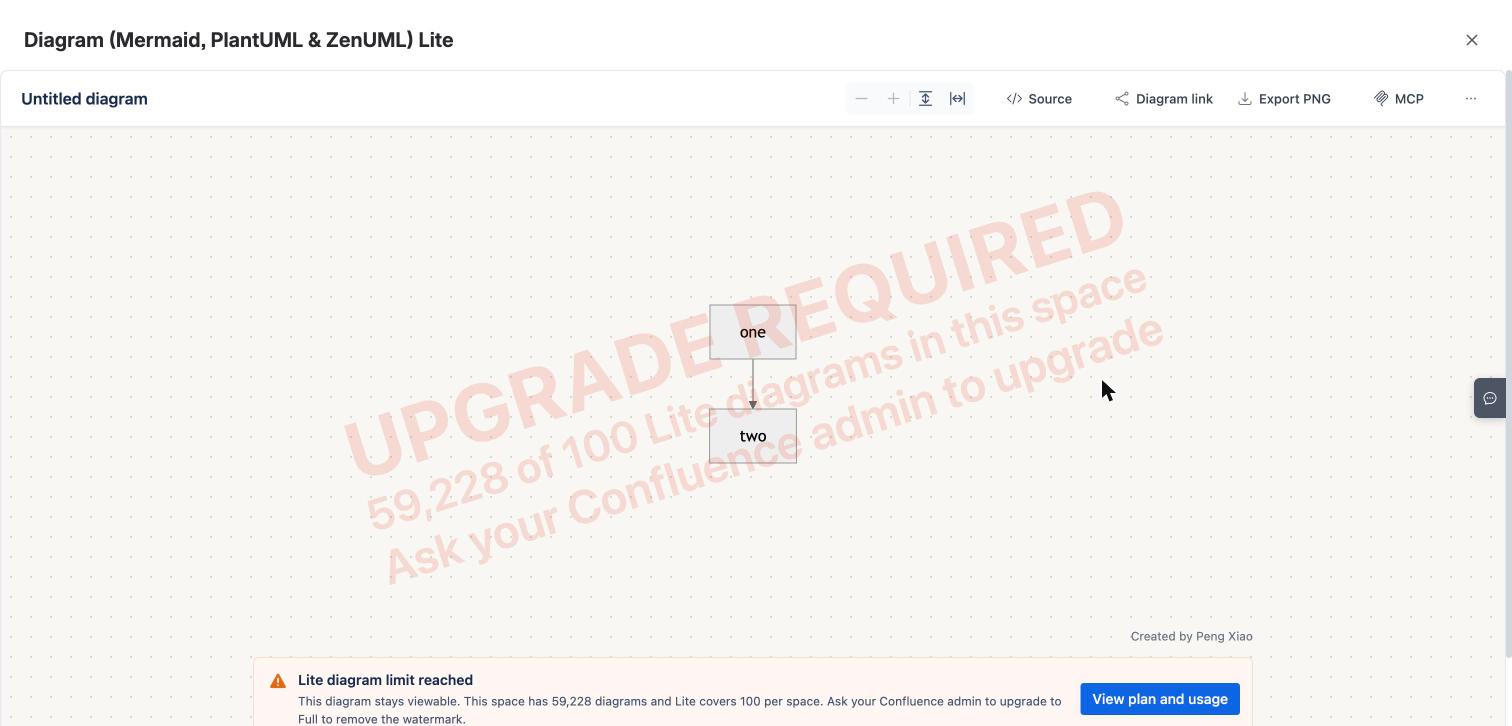 Diagram (Mermaid, PlantUML & ZenUML) Lite
Untitled diagram
Source
Diagram link
Export PNG
MCP
UPGRADE REQUIRED
59,228 of 100 Lite diagrams in this space
Ask your Confluence admin to upgrade
one
two
Created by Peng Xiao
Lite diagram limit reached
This diagram stays viewable. This space has 59,228 diagrams and Lite covers 100 per space. Ask your Confluence admin to upgrade to
Full to remove the watermark.
View plan and usage